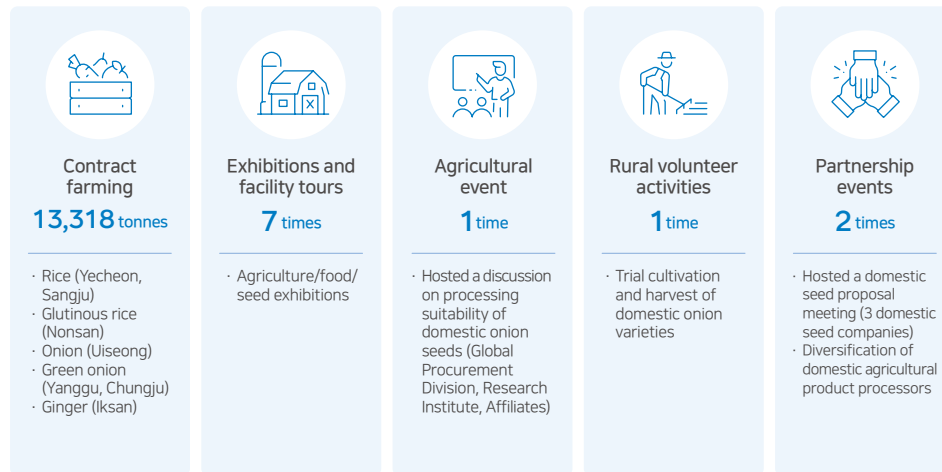 Contract
farming
13,318 tonnes
· Rice (Yecheon,
Sangju)
· Glutinous rice
(Nonsan)
· Onion (Uiseong)
· Green onion
(Yanggu, Chungju)
· Ginger (Iksan)
Exhibitions and
facility tours
7 times
· Agriculture/food/
seed exhibitions
Agricultural
event
1 time
· Hosted a discussion
on processing
suitability of
domestic onion
seeds (Global
Procurement
Division, Research
Institute, Affiliates)
Rural volunteer
activities
1 time
· Trial cultivation
and harvest of
domestic onion
varieties
Partnership
events
2 times
· Hosted a domestic
seed proposal
meeting (3 domestic
seed companies)
· Diversification of
domestic agricultural
product processors